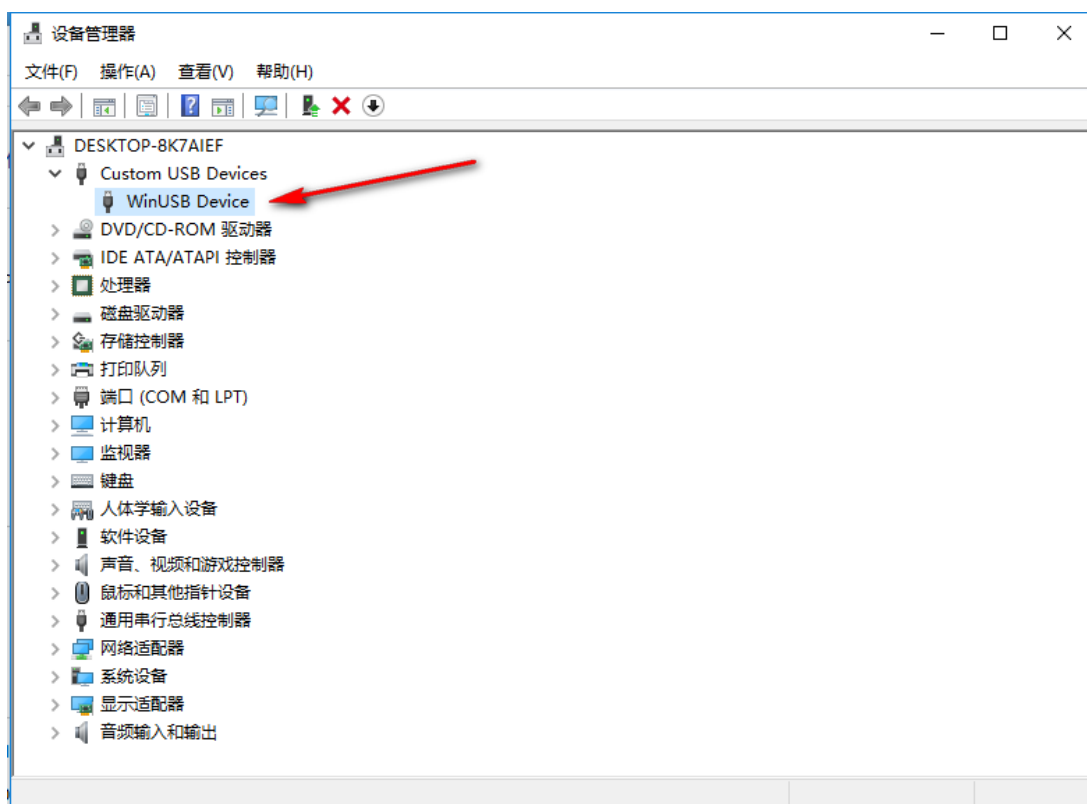 设备管理器
文件(F) 操作(A) 查看(V) 帮助(H)
DESKTOP-8K7AIEF
Custom USB Devices
WinUSB Device
DVD/CD-ROM 驱动器
IDE ATA/ATAPI 控制器
处理器
磁盘驱动器
存储控制器
打印队列
端口 (COM 和 LPT)
计算机
监视器
键盘
人体学输入设备
软件设备
声音、视频和游戏控制器
鼠标和其他指针设备
通用串行总线控制器
网络适配器
系统设备
显示适配器
音频输入和输出